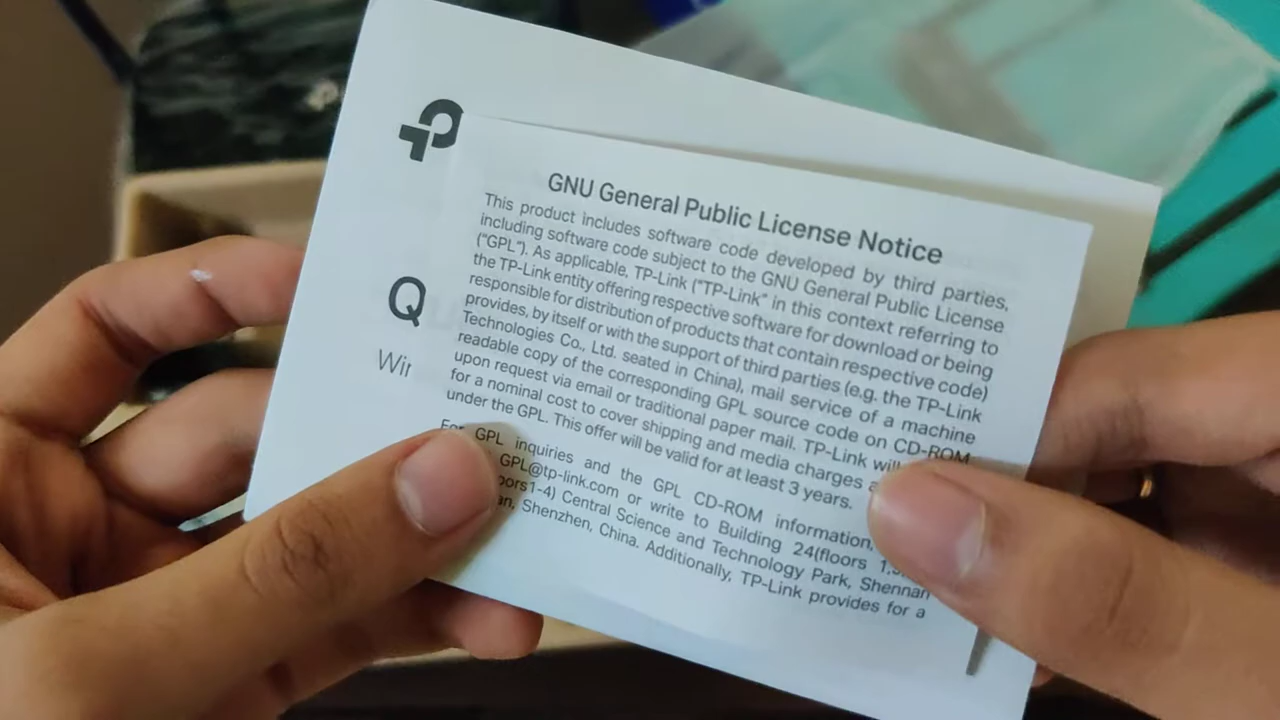 GNU General Public License Notice
This product includes software code developed by third parties,
including software code subject to the GNU General Public License
("GPL"). As applicable, TP-Link ("TP-Link" in this context referring to
the TP-Link entity offering respective software for download or being
responsible for distribution of products that contain respective code)
provides, by itself or with the support of third parties (e.g. the TP-Link
Technologies Co., Ltd. seated in China), mail service of a machine
readable copy of the corresponding GPL source code on CD-ROM
upon request via email or traditional paper mail. TP-Link will
for a nominal cost to cover shipping and media charges
under the GPL. This offer will be valid for at least 3 years.
For GPL inquiries and the GPL CD-ROM information,
GPL@tp-link.com or write to Building 24(floors
1-4) Central Science and Technology Park, Shennan
Shenzhen, China. Additionally, TP-Link provides for a
Q
Wir